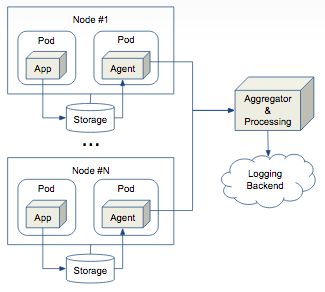 Node #1
Pod
Pod
App
Agent
Storage
...
Aggregator
&
Processing
Logging
Backend
Node #N
Pod
Pod
App
Agent
Storage